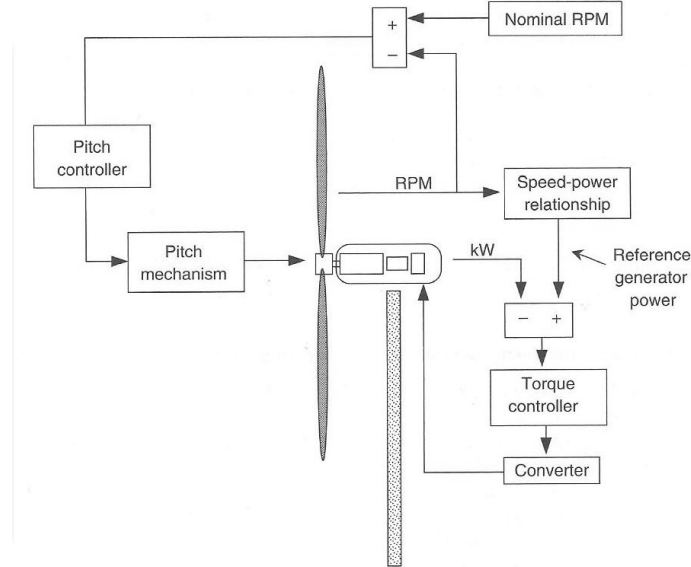 +
Nominal RPM
−
Pitch
controller
RPM
Speed-power
relationship
Pitch
mechanism
kW
Reference
generator
power
− +
Torque
controller
Converter